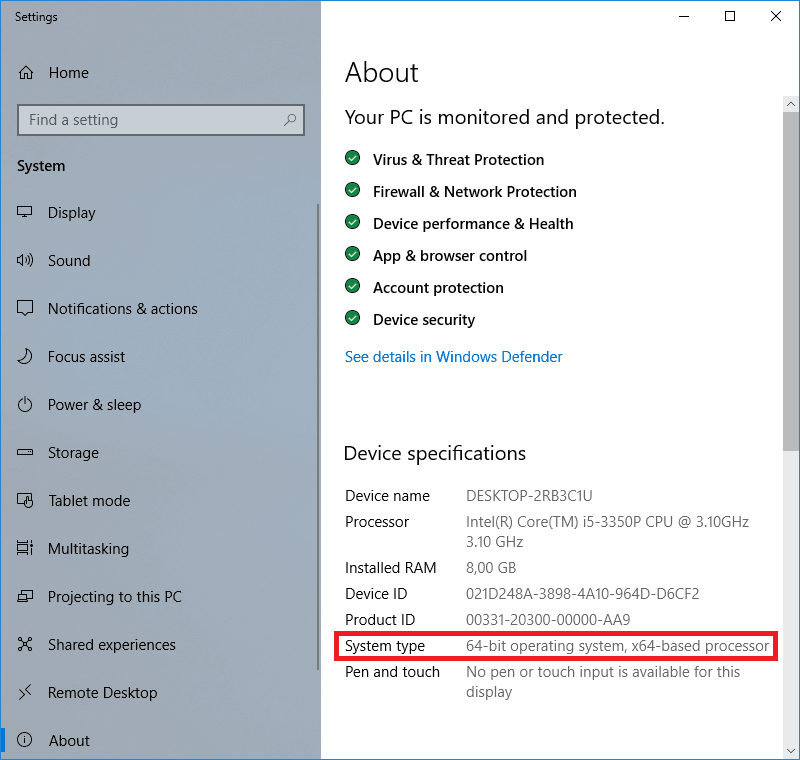 Settings
Home
Find a setting
System
Display
Sound
Notifications & actions
Focus assist
Power & sleep
Storage
Tablet mode
Multitasking
Projecting to this PC
Shared experiences
Remote Desktop
About
About
Your PC is monitored and protected.
Virus & Threat Protection
Firewall & Network Protection
Device performance & Health
App & browser control
Account protection
Device security
See details in Windows Defender
Device specifications
Device name DESKTOP-2RB3C1U
Processor Intel(R) Core(TM) i5-3350P CPU @ 3.10GHz
3.10 GHz
Installed RAM 8,00 GB
Device ID 021D248A-3898-4A10-964D-D6CF2
Product ID 00331-20300-00000-AA9
System type 64-bit operating system, x64-based processor
Pen and touch No pen or touch input is available for this
display